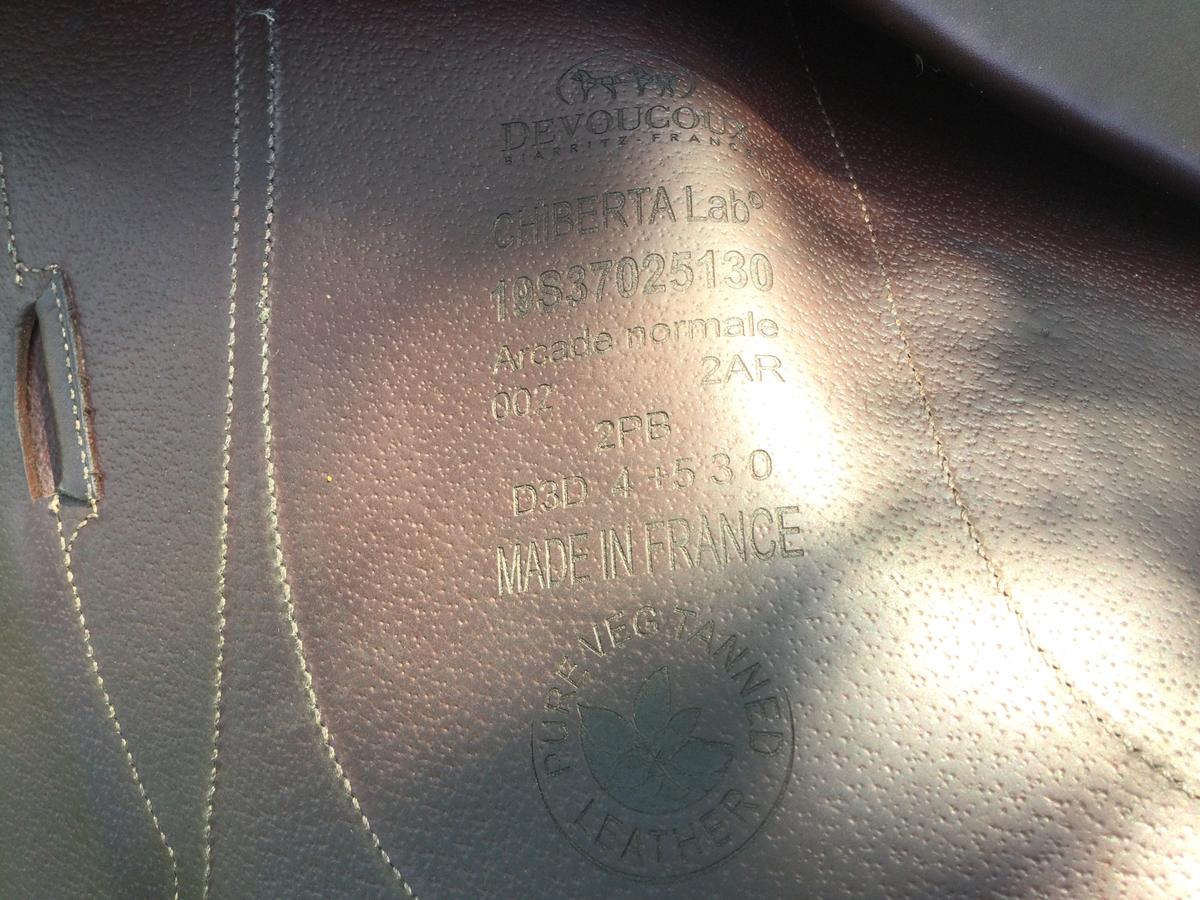 DEVOUCOUX
BIARRITZ-FRANCE
CHIBERTA Lab°
19S37025130
Arcade normale
002 2AR
2PB
D3D 4 +5 3 0
MADE IN FRANCE
PURE VEG TANNED
LEATHER